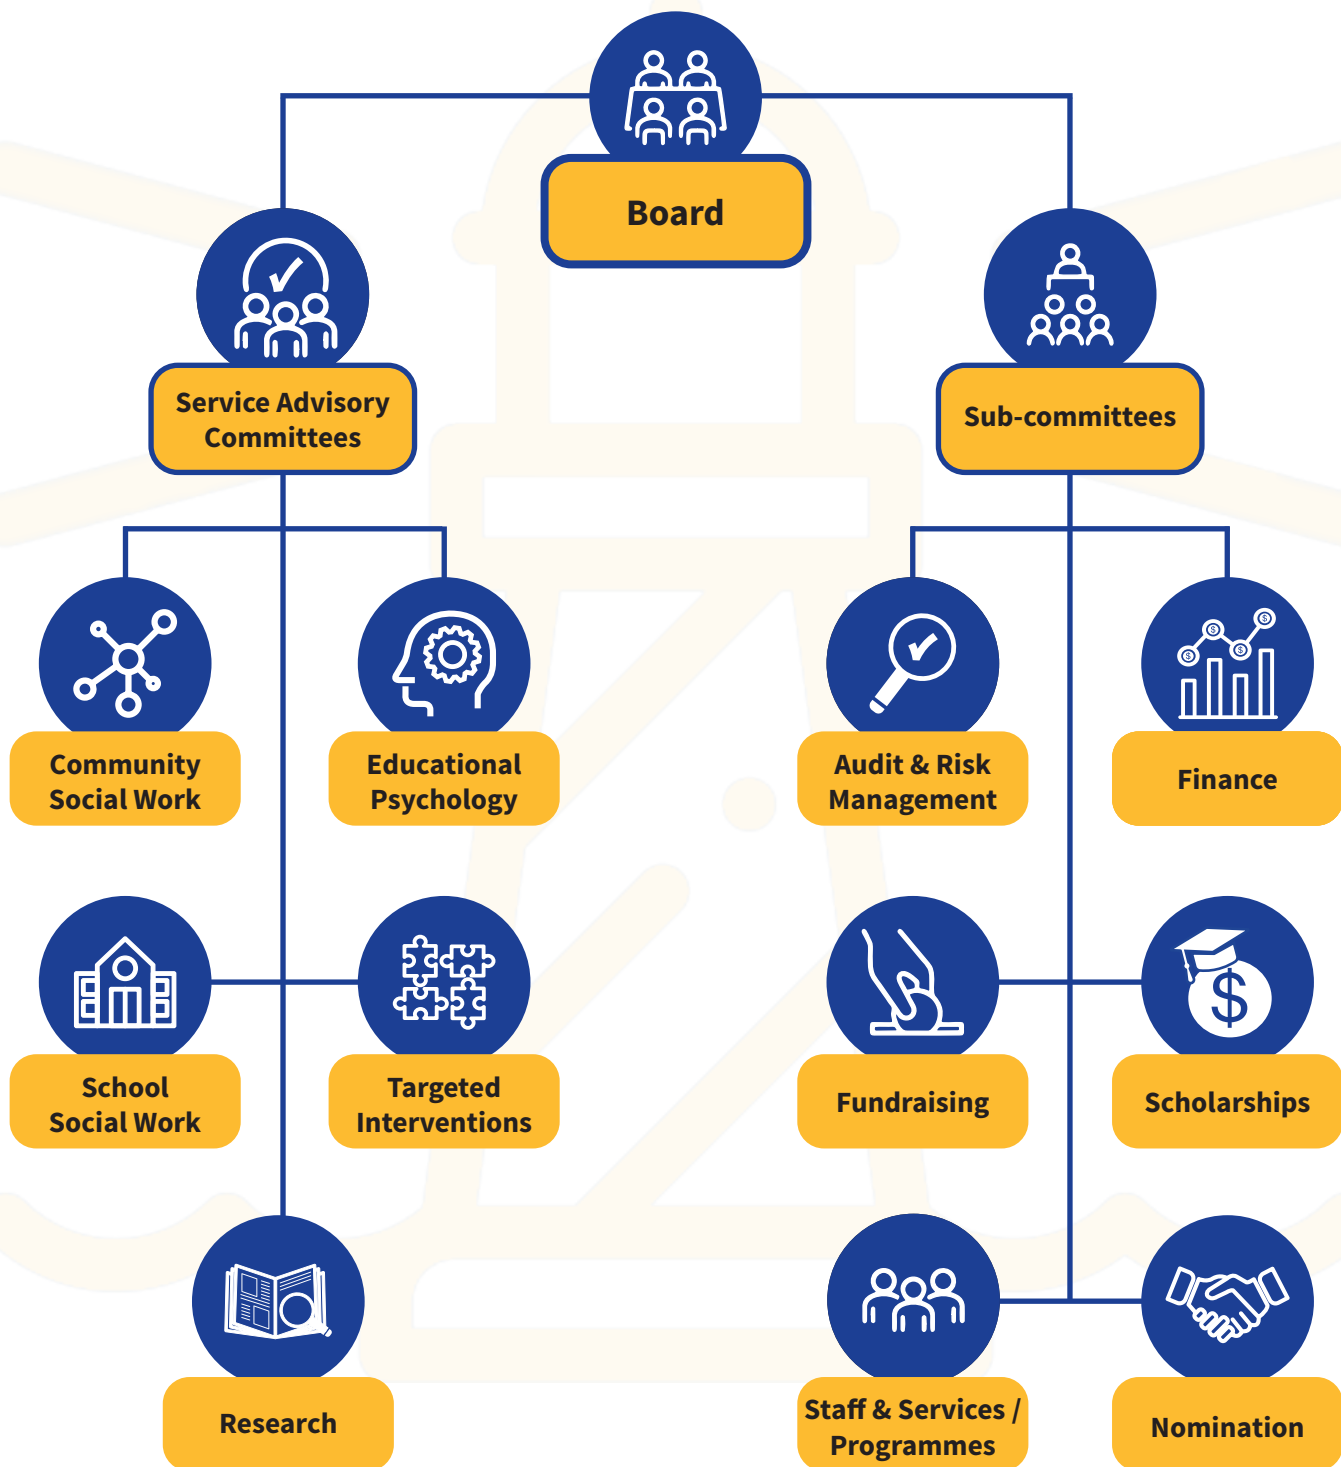 Board
Service Advisory
Committees
Sub-committees
Community
Social Work
Educational
Psychology
Audit & Risk
Management
Finance
School
Social Work
Targeted
Interventions
Fundraising
Scholarships
$
Research
Staff & Services /
Programmes
Nomination